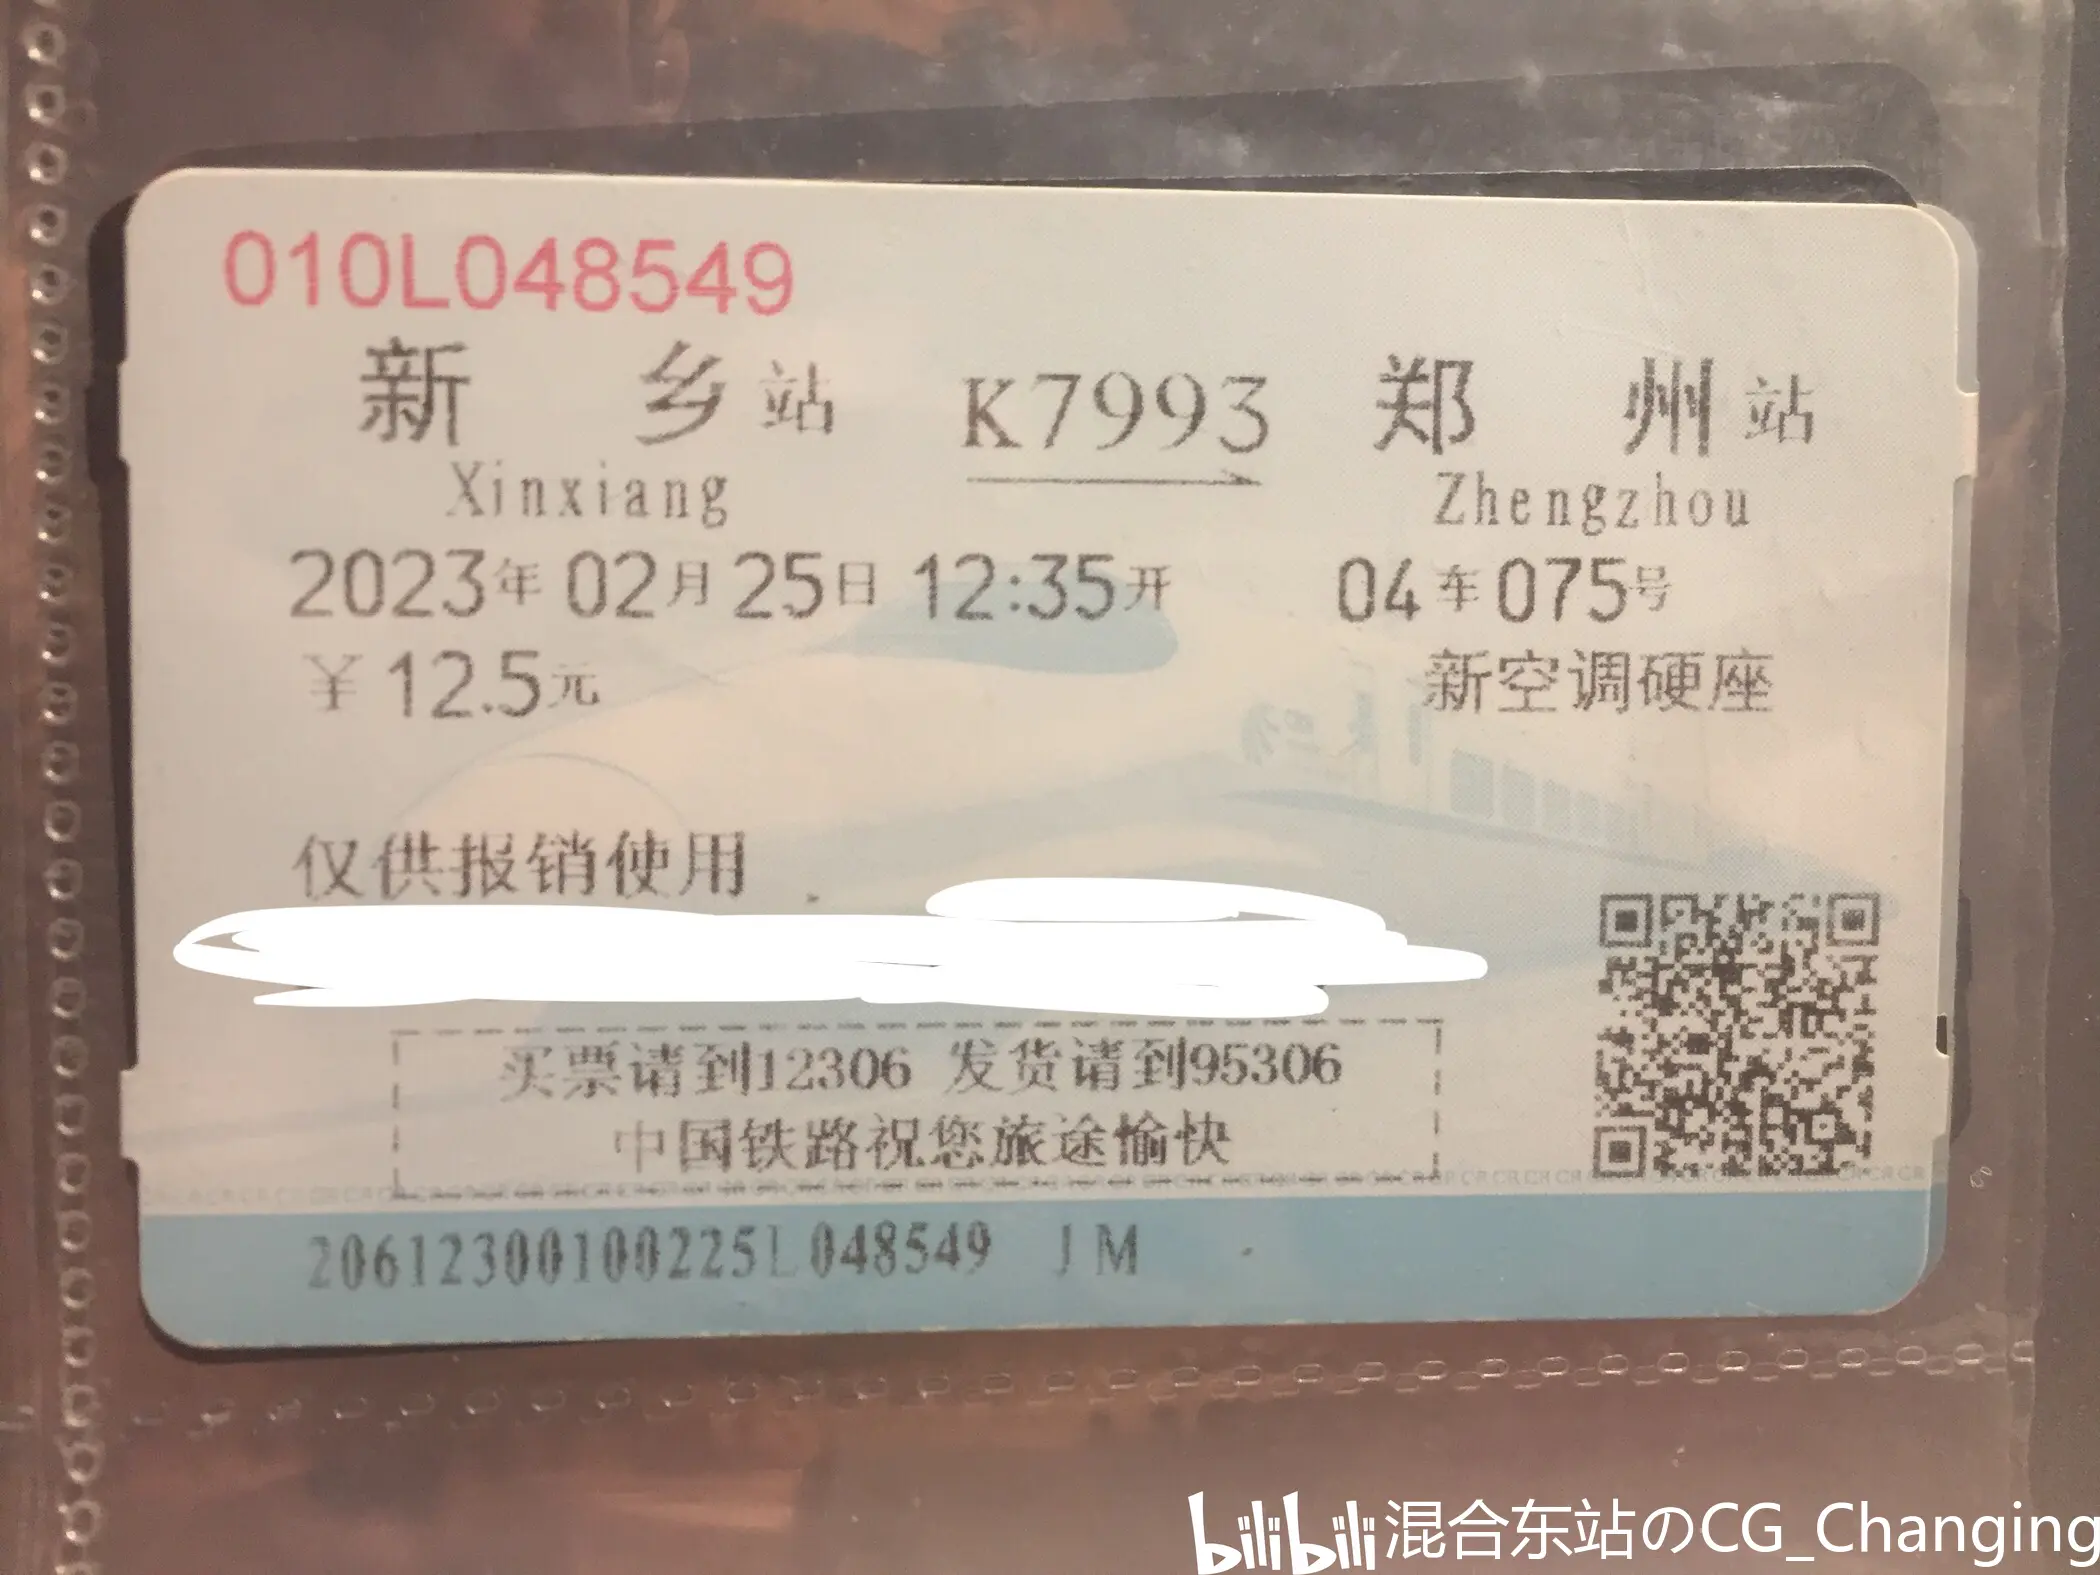 010L048549
新乡站 K7993 郑州站
Xinxiang Zhengzhou
2023年02月25日 12:35开 04车075号
￥12.5元 新空调硬座
仅供报销使用
买票请到12306 发货请到95306
中国铁路祝您旅途愉快
20612300100225L048549 JM
bilibili 混合东站のCG_Changing